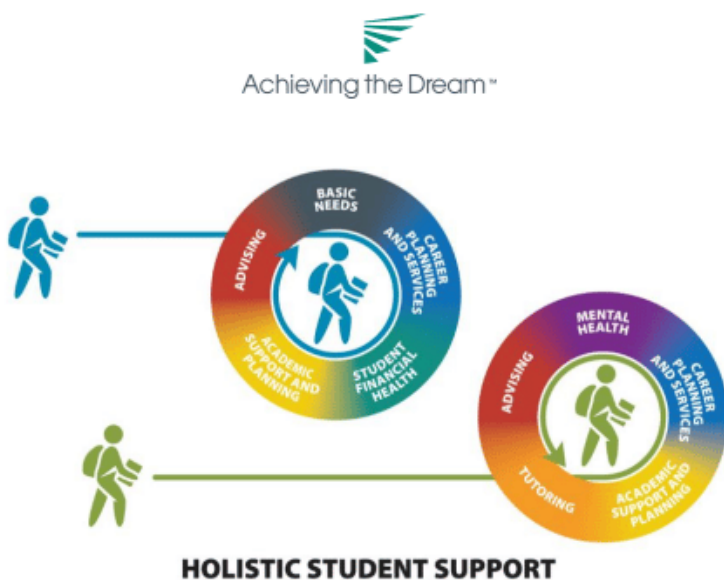 Achieving the Dream™
BASIC
NEEDS
CAREER
PLANNING
AND SERVICES
STUDENT
FINANCIAL
HEALTH
ACADEMIC
SUPPORT AND
PLANNING
ADVISING
MENTAL
HEALTH
CAREER
PLANNING
AND SERVICES
ACADEMIC
SUPPORT AND
PLANNING
TUTORING
ADVISING
HOLISTIC STUDENT SUPPORT